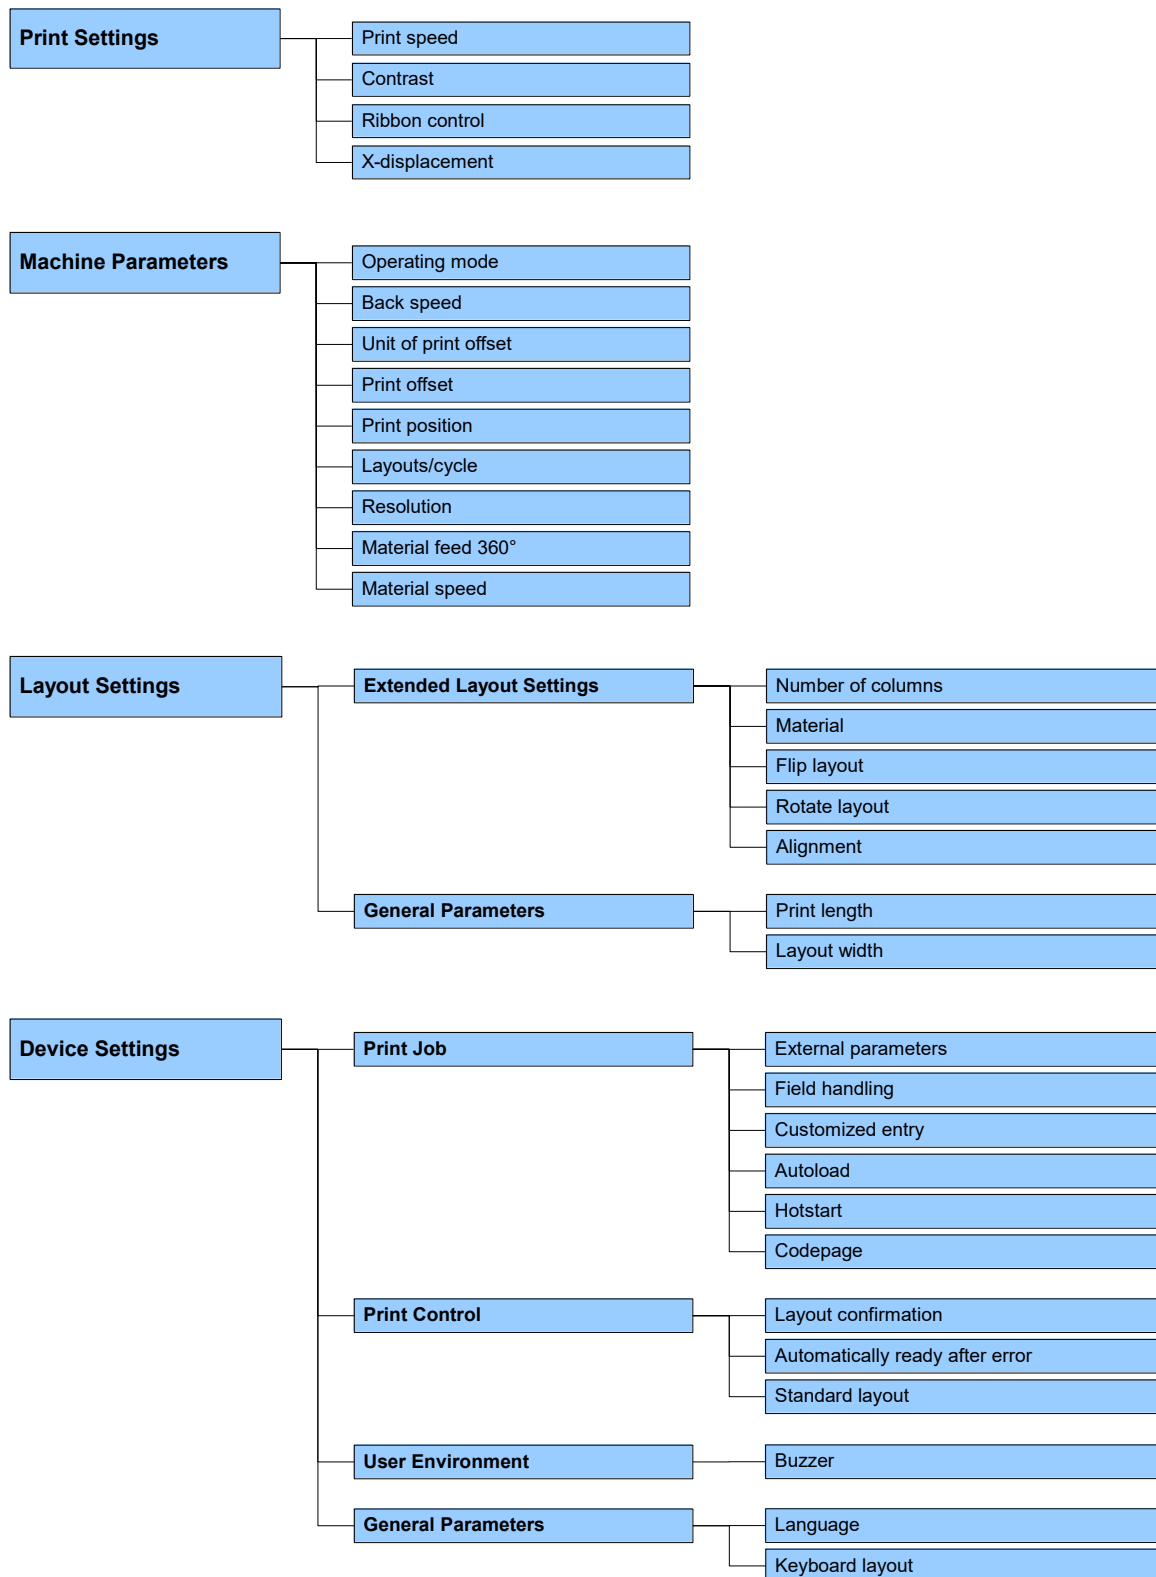 Print Settings
Print speed
Contrast
Ribbon control
X-displacement
Machine Parameters
Operating mode
Back speed
Unit of print offset
Print offset
Print position
Layouts/cycle
Resolution
Material feed 360°
Material speed
Layout Settings
Extended Layout Settings
Number of columns
Material
Flip layout
Rotate layout
Alignment
General Parameters
Print length
Layout width
Device Settings
Print Job
External parameters
Field handling
Customized entry
Autoload
Hotstart
Codepage
Print Control
Layout confirmation
Automatically ready after error
Standard layout
User Environment
Buzzer
General Parameters
Language
Keyboard layout